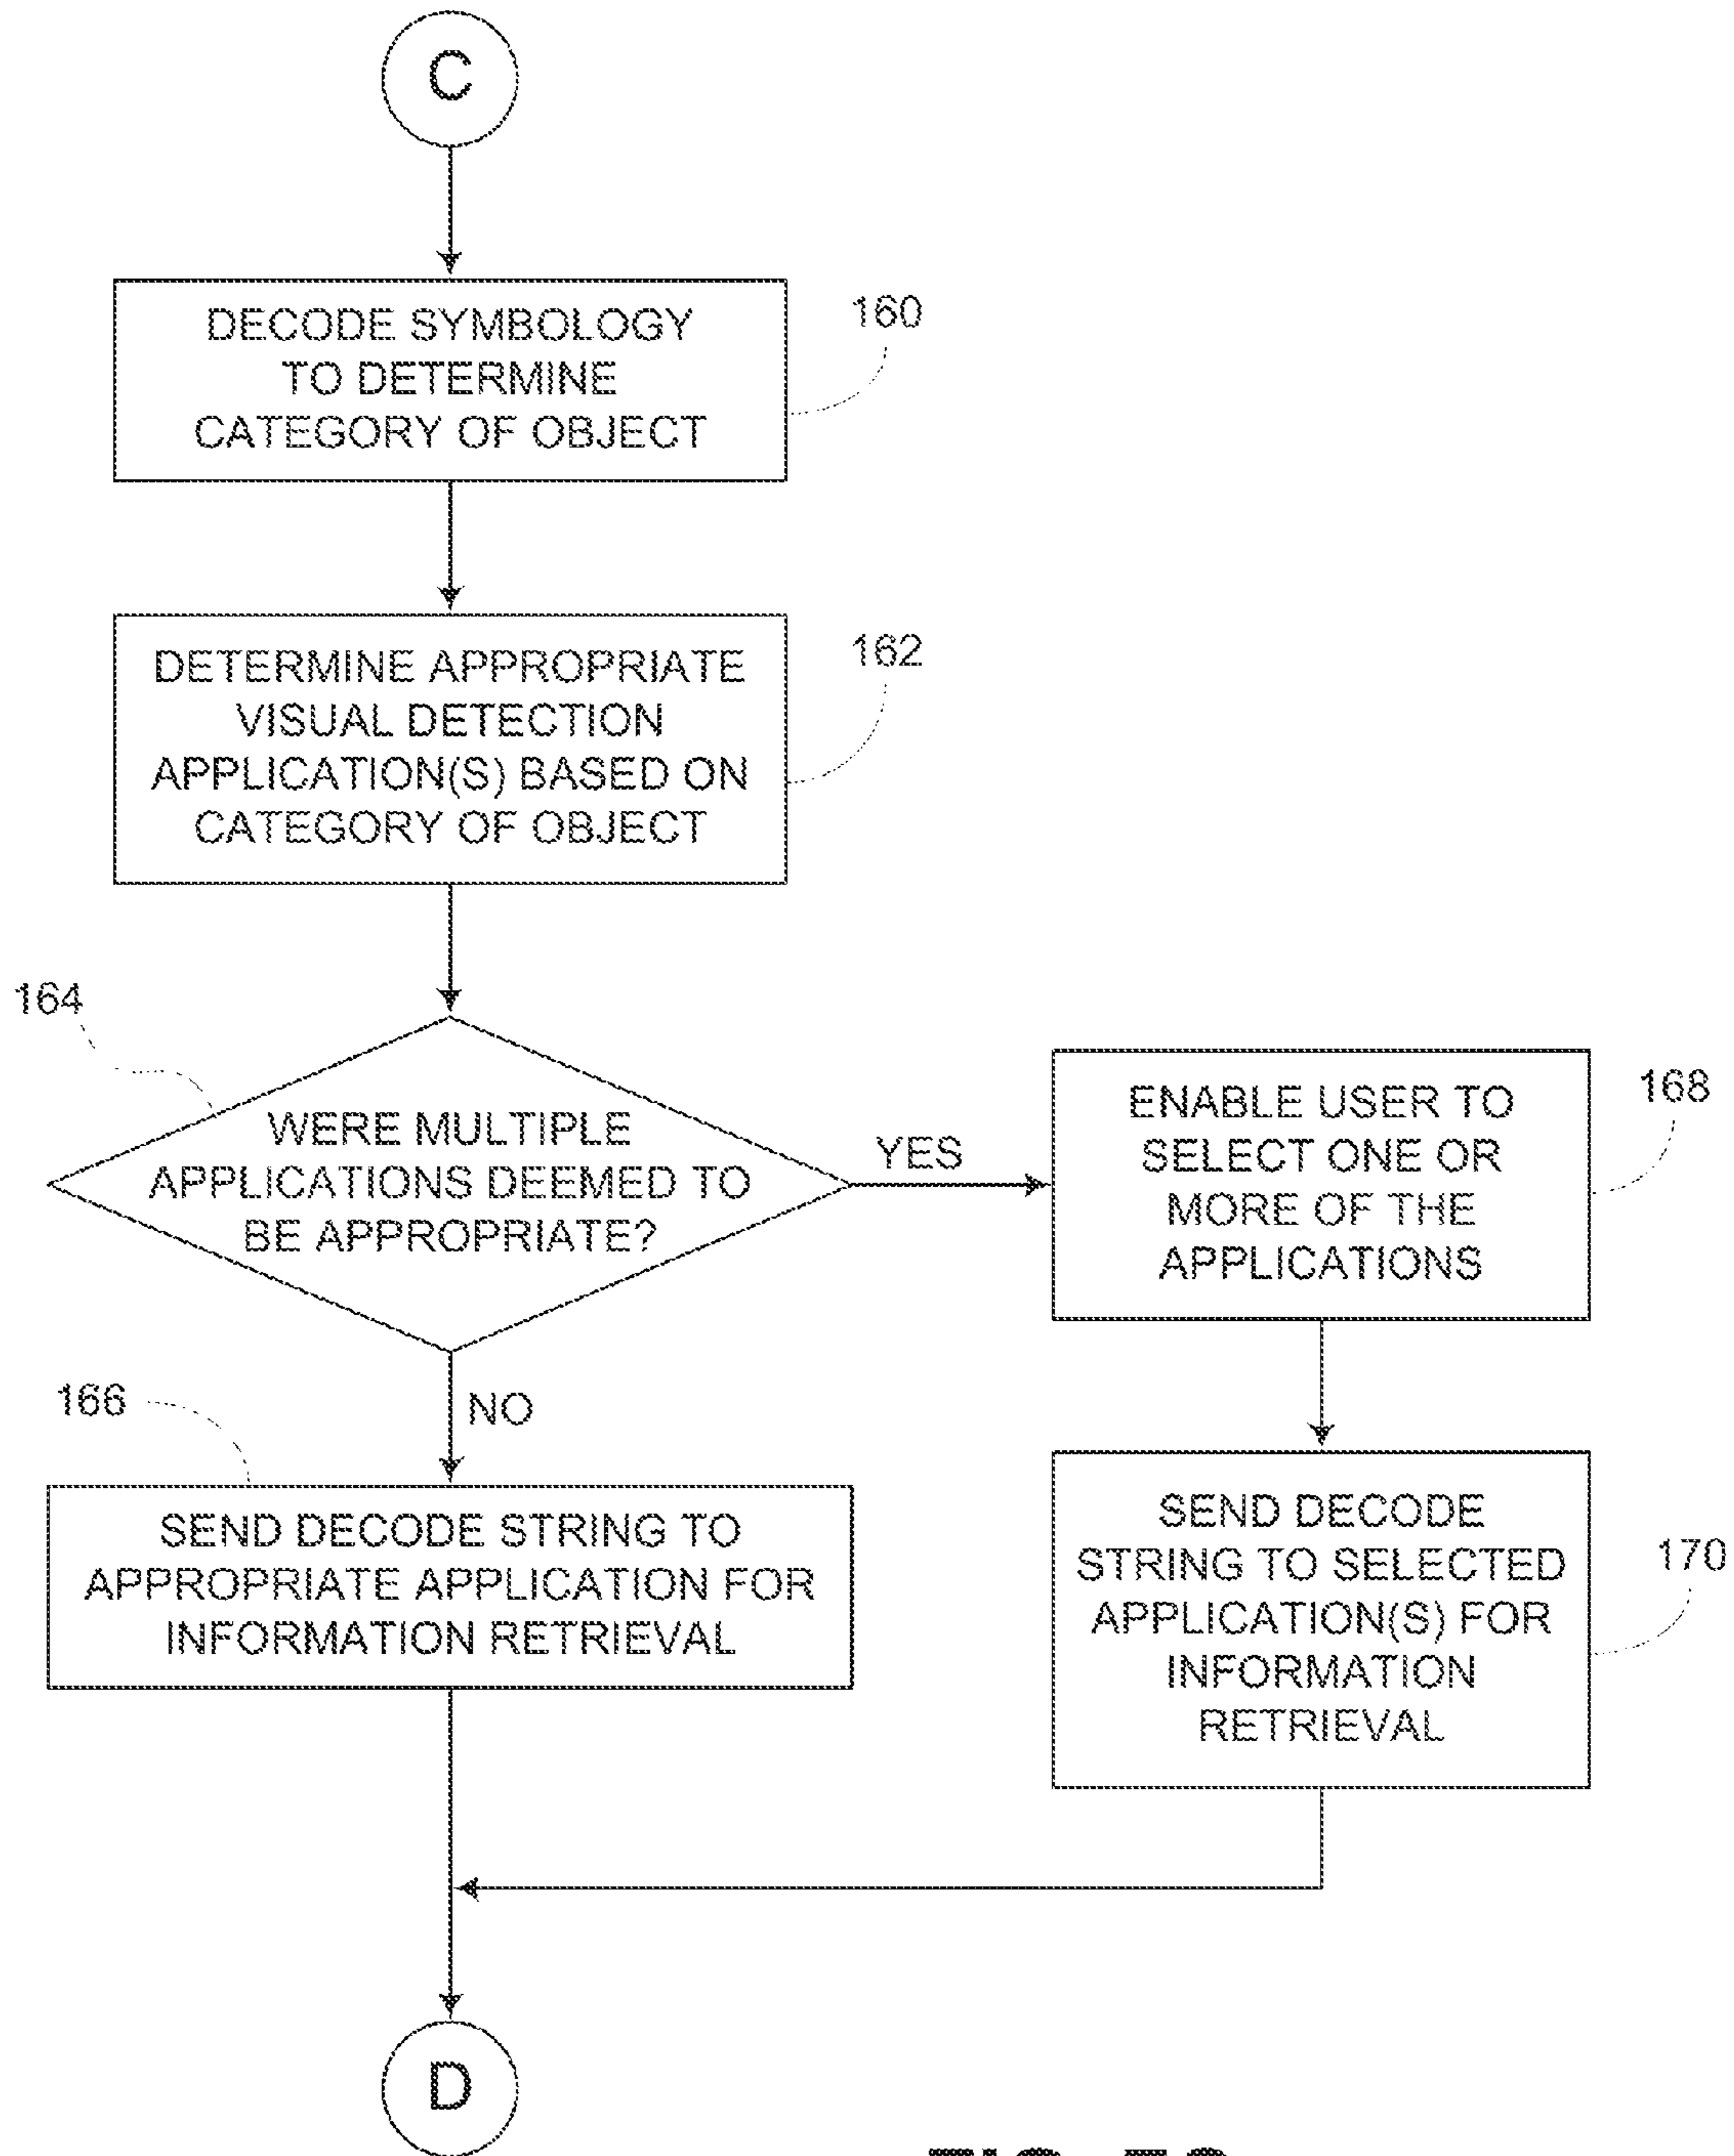 C
DECODE SYMBOLOGY
TO DETERMINE
CATEGORY OF OBJECT
160
DETERMINE APPROPRIATE
VISUAL DETECTION
APPLICATION(S) BASED ON
CATEGORY OF OBJECT
162
164
WERE MULTIPLE
APPLICATIONS DEEMED TO
BE APPROPRIATE?
YES
ENABLE USER TO
SELECT ONE OR
MORE OF THE
APPLICATIONS
168
NO
166
SEND DECODE STRING TO
APPROPRIATE APPLICATION FOR
INFORMATION RETRIEVAL
SEND DECODE
STRING TO SELECTED
APPLICATION(S) FOR
INFORMATION
RETRIEVAL
170
D